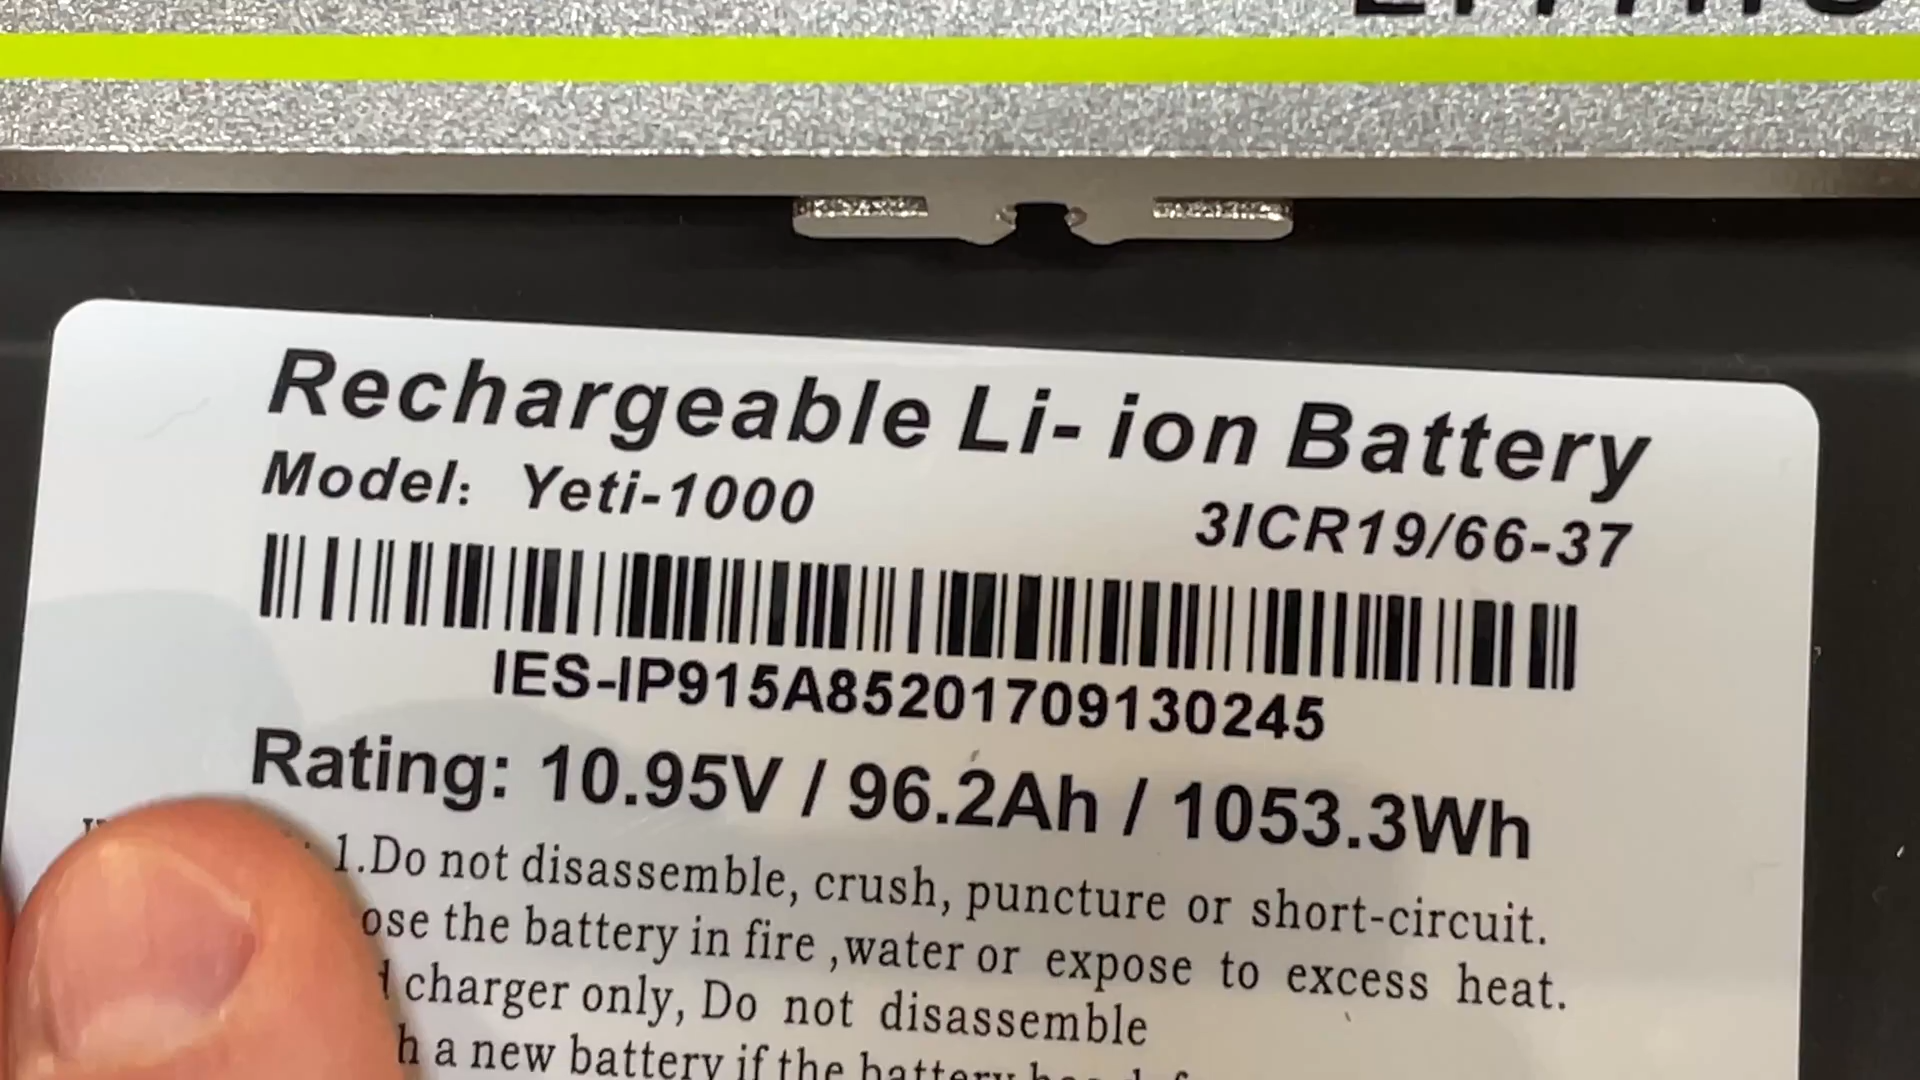 Rechargeable Li- ion Battery
Model: Yeti-1000 3ICR19/66-37
IES-IP915A85201709130245
Rating: 10.95V / 96.2Ah / 1053.3Wh
1.Do not disassemble, crush, puncture or short-circuit.
the battery in fire ,water or expose to excess heat.
charger only, Do not disassemble
a new battery if the battery